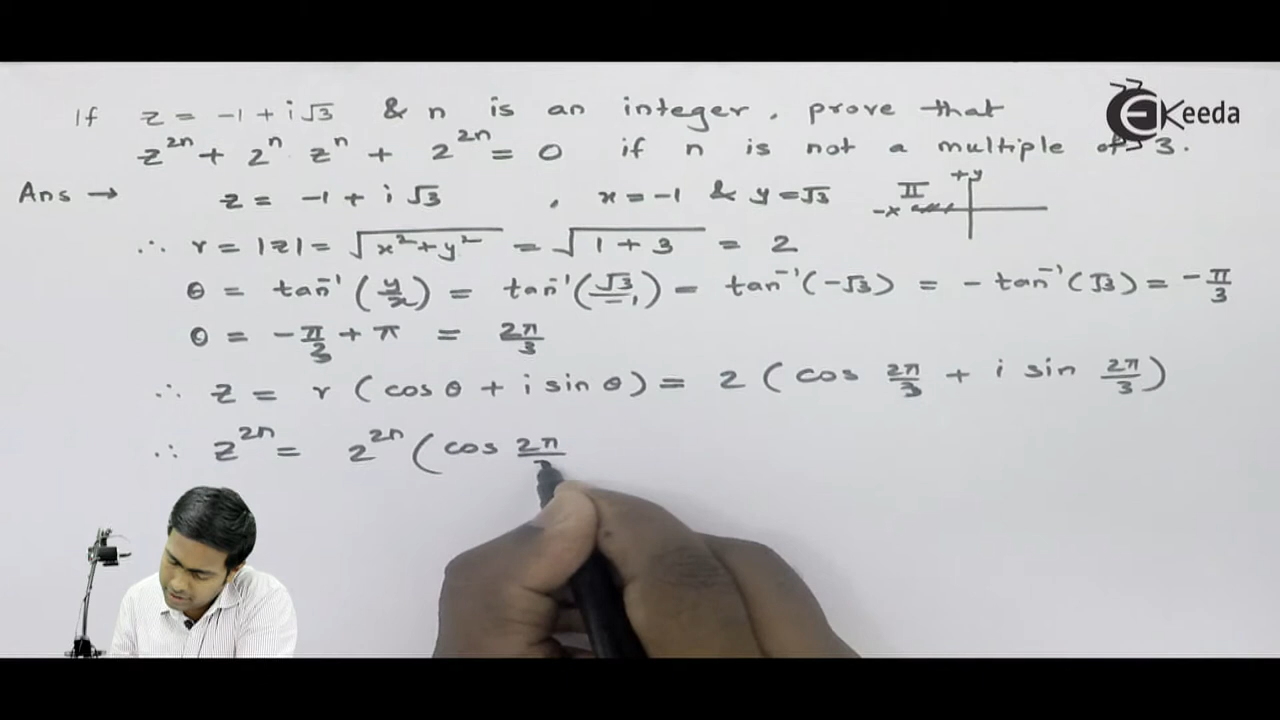 If z = -1 + i√3 & n is an integer, prove that
z^2n + 2^n . z^n + 2^2n = 0 if n is not a multiple of 3.
Ans → z = -1 + i√3 , x = -1 & y = √3
+y
II
-x
∴ r = |z| = √(x² + y²) = √(1 + 3) = 2
θ = tan⁻¹(y/x) = tan⁻¹(√3/-1) = tan⁻¹(-√3) = - tan⁻¹(√3) = -π/3
θ = -π/3 + π = 2π/3
∴ z = r (cos θ + i sin θ) = 2 (cos 2π/3 + i sin 2π/3)
∴ z^2n = 2^2n (cos 2π/
Keeda